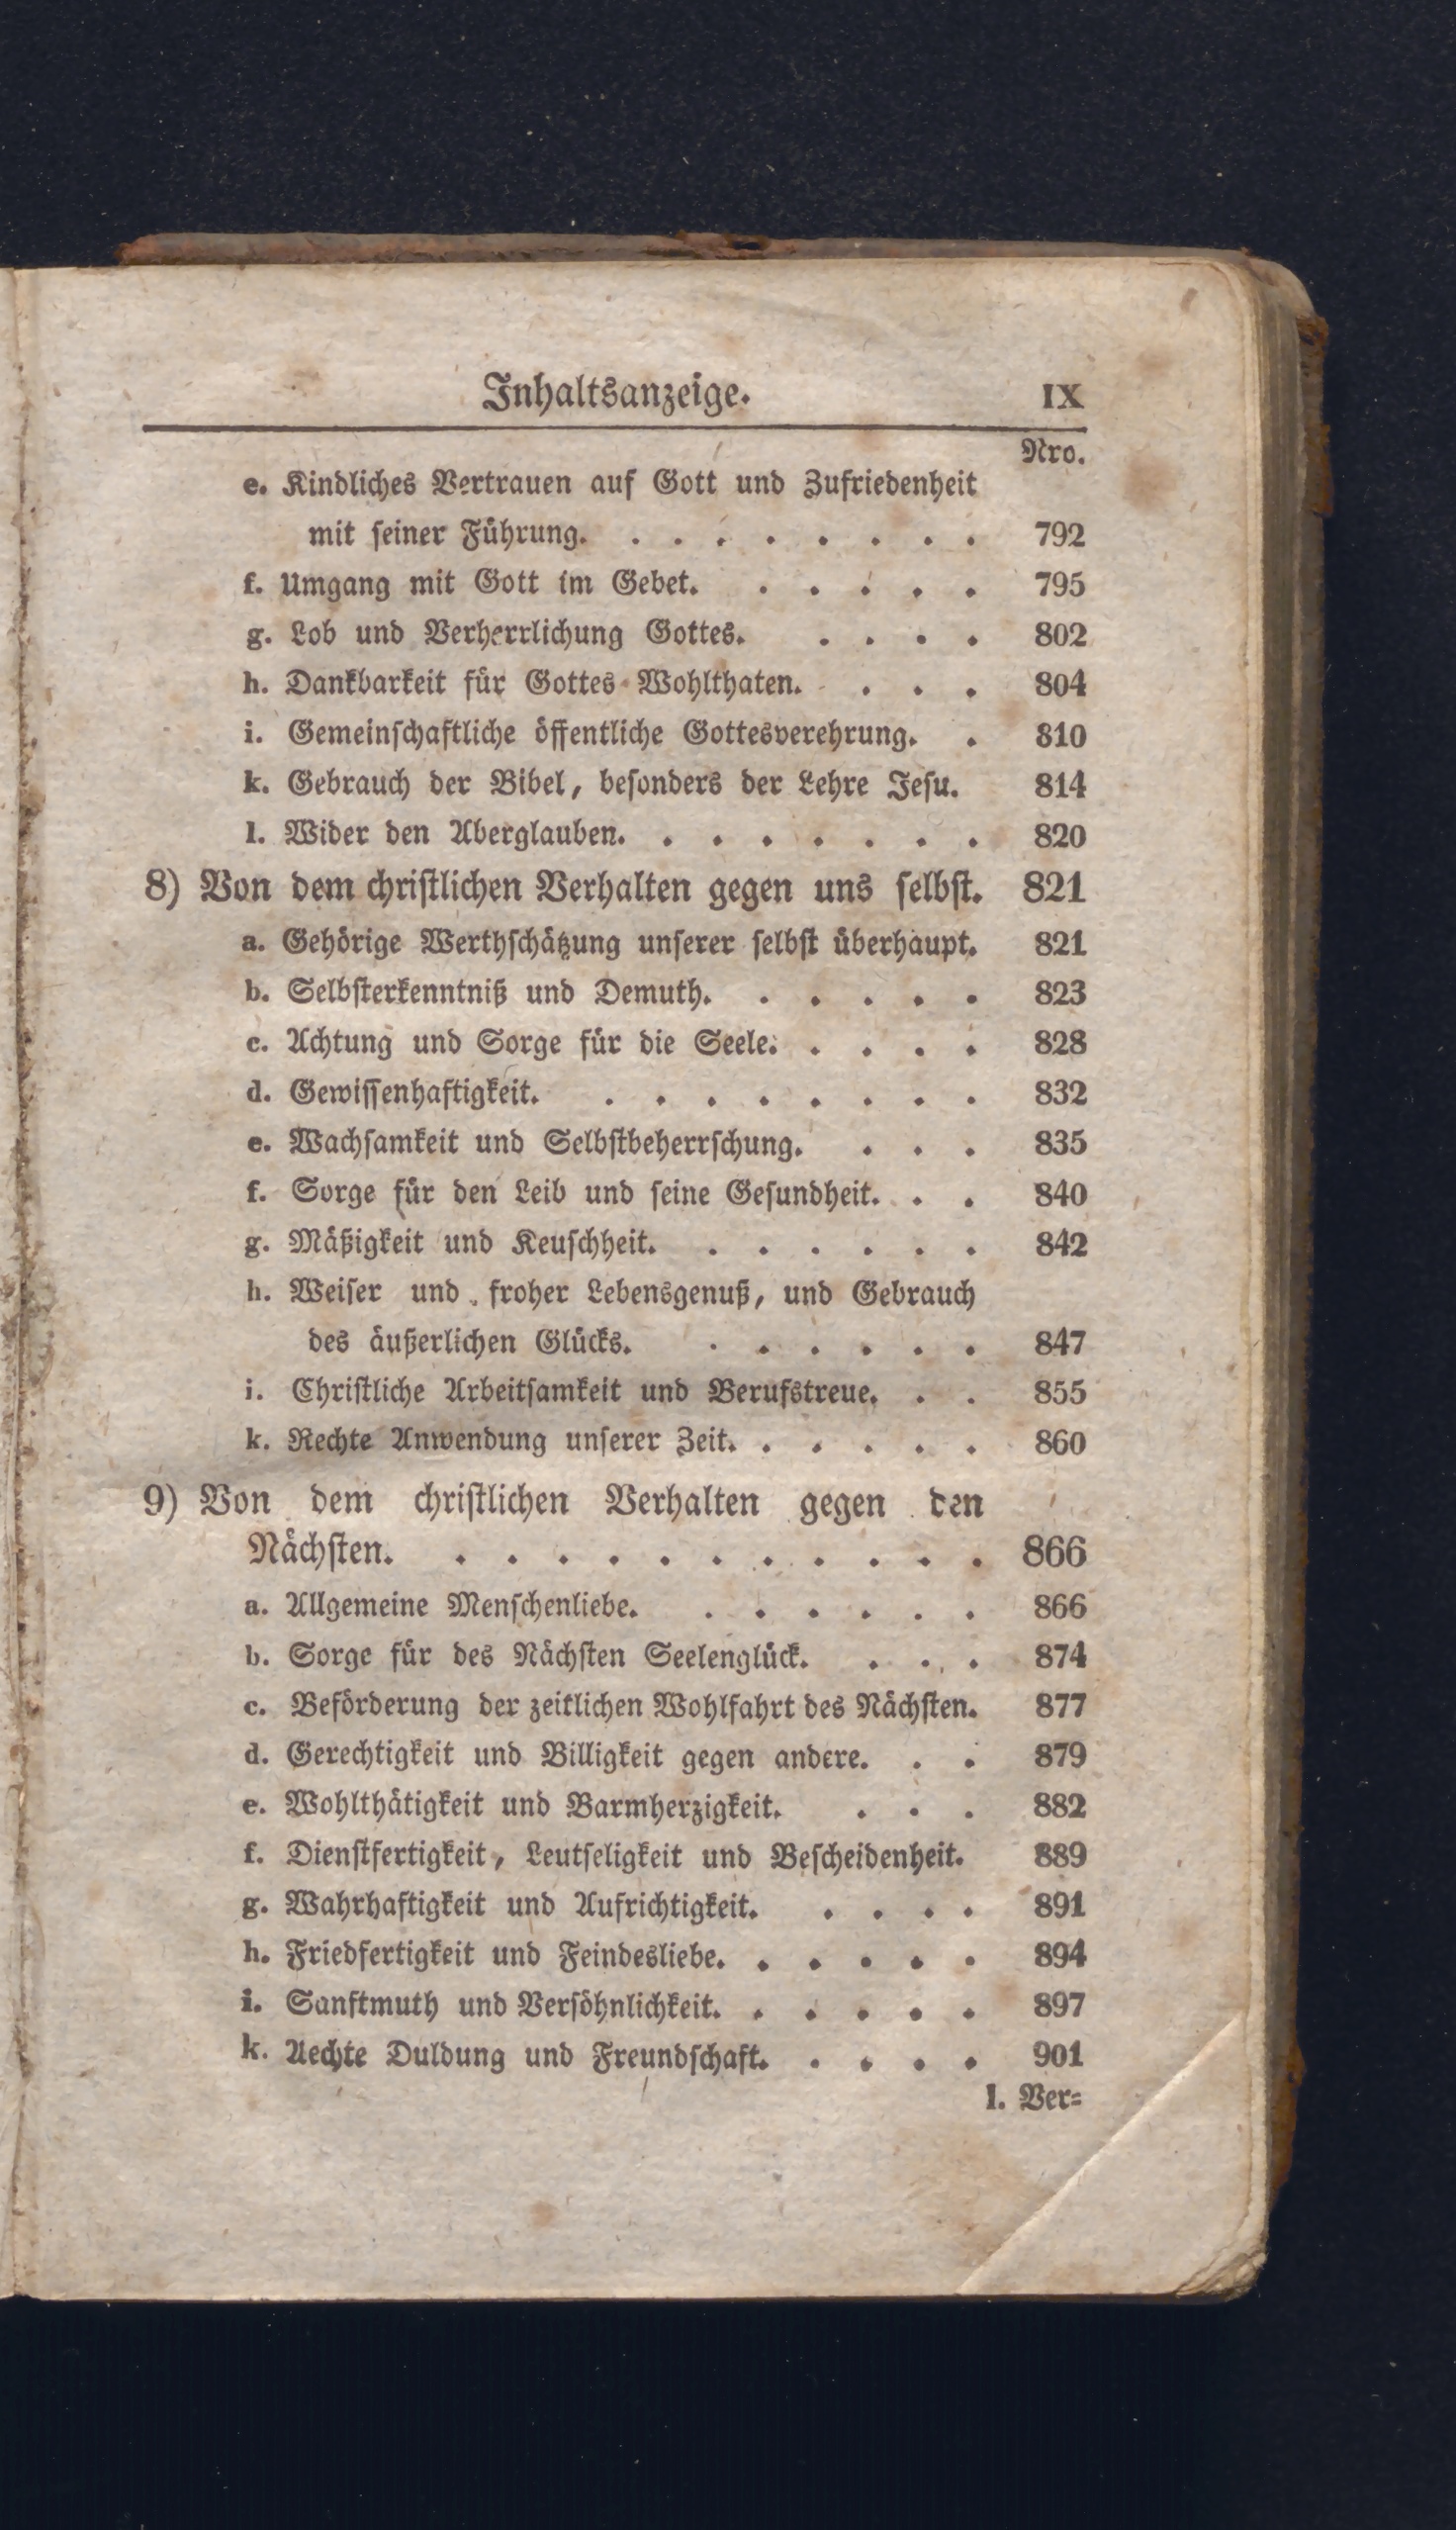 Inhaltsanzeige. IX
Nro.
e. Kindliches Vertrauen auf Gott und Zufriedenheit
mit seiner Führung. . . . . . . . . 792
f. Umgang mit Gott im Gebet. . . . . . 795
g. Lob und Verherrlichung Gottes. . . . . 802
h. Dankbarkeit für Gottes Wohlthaten. . . . 804
i. Gemeinschaftliche öffentliche Gottesverehrung. . 810
k. Gebrauch der Bibel, besonders der Lehre Jesu. 814
l. Wider den Aberglauben. . . . . . . . 820
8) Von dem christlichen Verhalten gegen uns selbst. 821
a. Gehörige Werthschätzung unserer selbst überhaupt. 821
b. Selbsterkenntniß und Demuth. . . . . . 823
c. Achtung und Sorge für die Seele. . . . . 828
d. Gewissenhaftigkeit. . . . . . . . . 832
e. Wachsamkeit und Selbstbeherrschung. . . . 835
f. Sorge für den Leib und seine Gesundheit. . . 840
g. Mäßigkeit und Keuschheit. . . . . . . 842
h. Weiser und froher Lebensgenuß, und Gebrauch
des äußerlichen Glücks. . . . . . . 847
i. Christliche Arbeitsamkeit und Berufstreue. . . 855
k. Rechte Anwendung unserer Zeit. . . . . . 860
9) Von dem christlichen Verhalten gegen den
Nächsten. . . . . . . . . . . . 866
a. Allgemeine Menschenliebe. . . . . . . 866
b. Sorge für des Nächsten Seelenglück. . . . 874
c. Beförderung der zeitlichen Wohlfahrt des Nächsten. 877
d. Gerechtigkeit und Billigkeit gegen andere. . . 879
e. Wohlthätigkeit und Barmherzigkeit. . . . 882
f. Dienstfertigkeit, Leutseligkeit und Bescheidenheit. 889
g. Wahrhaftigkeit und Aufrichtigkeit. . . . . 891
h. Friedfertigkeit und Feindesliebe. . . . . . 894
i. Sanftmuth und Versöhnlichkeit. . . . . . 897
k. Aechte Duldung und Freundschaft. . . . . 901
l. Ver=